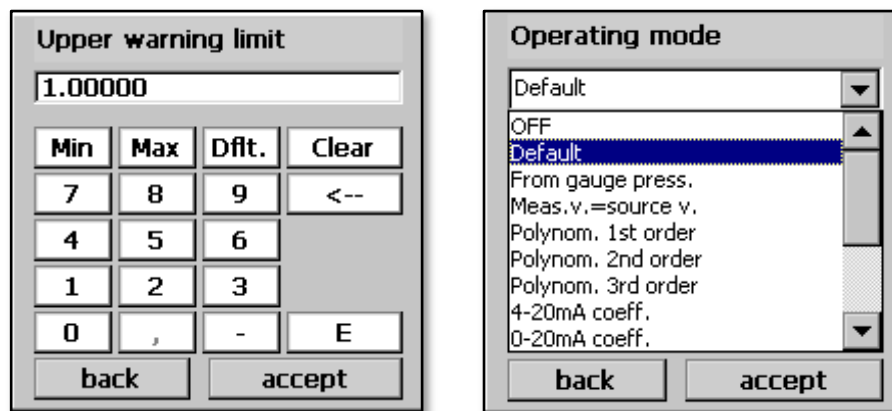 Upper warning limit
1.00000
Min Max Dflt. Clear
7 8 9 <--
4 5 6
1 2 3
0 , - E
back accept
Operating mode
Default
OFF
Default
From gauge press.
Meas.v.=source v.
Polynom. 1st order
Polynom. 2nd order
Polynom. 3rd order
4-20mA coeff.
0-20mA coeff.
back accept